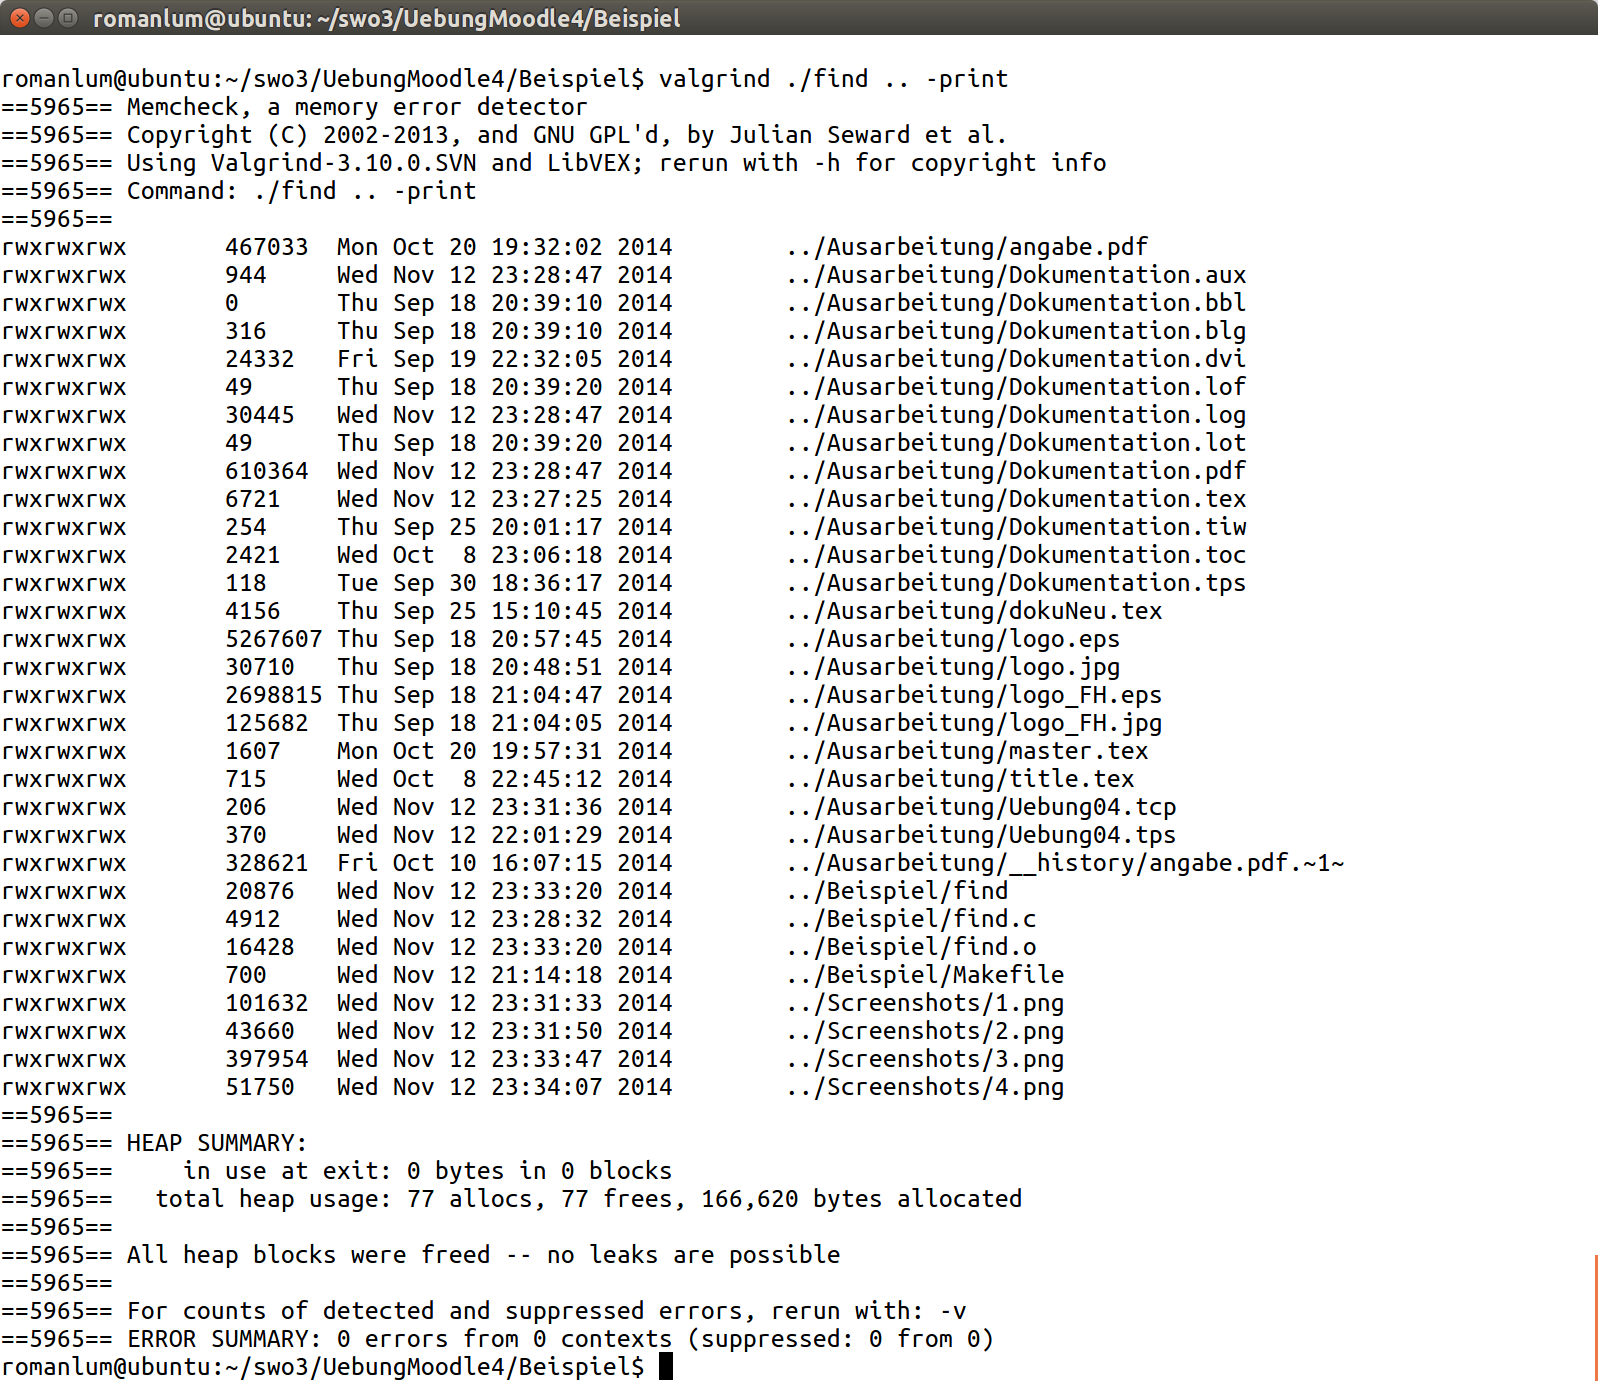 romanlum@ubuntu: ~/swo3/UebungMoodle4/Beispiel
romanlum@ubuntu:~/swo3/UebungMoodle4/Beispiel$ valgrind ./find .. -print
==5965== Memcheck, a memory error detector
==5965== Copyright (C) 2002-2013, and GNU GPL'd, by Julian Seward et al.
==5965== Using Valgrind-3.10.0.SVN and LibVEX; rerun with -h for copyright info
==5965== Command: ./find .. -print
==5965==
rwxrwxrwx       467033  Mon Oct 20 19:32:02 2014        ../Ausarbeitung/angabe.pdf
rwxrwxrwx       944     Wed Nov 12 23:28:47 2014        ../Ausarbeitung/Dokumentation.aux
rwxrwxrwx       0       Thu Sep 18 20:39:10 2014        ../Ausarbeitung/Dokumentation.bbl
rwxrwxrwx       316     Thu Sep 18 20:39:10 2014        ../Ausarbeitung/Dokumentation.blg
rwxrwxrwx       24332   Fri Sep 19 22:32:05 2014        ../Ausarbeitung/Dokumentation.dvi
rwxrwxrwx       49      Thu Sep 18 20:39:20 2014        ../Ausarbeitung/Dokumentation.lof
rwxrwxrwx       30445   Wed Nov 12 23:28:47 2014        ../Ausarbeitung/Dokumentation.log
rwxrwxrwx       49      Thu Sep 18 20:39:20 2014        ../Ausarbeitung/Dokumentation.lot
rwxrwxrwx       610364  Wed Nov 12 23:28:47 2014        ../Ausarbeitung/Dokumentation.pdf
rwxrwxrwx       6721    Wed Nov 12 23:27:25 2014        ../Ausarbeitung/Dokumentation.tex
rwxrwxrwx       254     Thu Sep 25 20:01:17 2014        ../Ausarbeitung/Dokumentation.tiw
rwxrwxrwx       2421    Wed Oct  8 23:06:18 2014        ../Ausarbeitung/Dokumentation.toc
rwxrwxrwx       118     Tue Sep 30 18:36:17 2014        ../Ausarbeitung/Dokumentation.tps
rwxrwxrwx       4156    Thu Sep 25 15:10:45 2014        ../Ausarbeitung/dokuNeu.tex
rwxrwxrwx       5267607 Thu Sep 18 20:57:45 2014        ../Ausarbeitung/logo.eps
rwxrwxrwx       30710   Thu Sep 18 20:48:51 2014        ../Ausarbeitung/logo.jpg
rwxrwxrwx       2698815 Thu Sep 18 21:04:47 2014        ../Ausarbeitung/logo_FH.eps
rwxrwxrwx       125682  Thu Sep 18 21:04:05 2014        ../Ausarbeitung/logo_FH.jpg
rwxrwxrwx       1607    Mon Oct 20 19:57:31 2014        ../Ausarbeitung/master.tex
rwxrwxrwx       715     Wed Oct  8 22:45:12 2014        ../Ausarbeitung/title.tex
rwxrwxrwx       206     Wed Nov 12 23:31:36 2014        ../Ausarbeitung/Uebung04.tcp
rwxrwxrwx       370     Wed Nov 12 22:01:29 2014        ../Ausarbeitung/Uebung04.tps
rwxrwxrwx       328621  Fri Oct 10 16:07:15 2014        ../Ausarbeitung/__history/angabe.pdf.~1~
rwxrwxrwx       20876   Wed Nov 12 23:33:20 2014        ../Beispiel/find
rwxrwxrwx       4912    Wed Nov 12 23:28:32 2014        ../Beispiel/find.c
rwxrwxrwx       16428   Wed Nov 12 23:33:20 2014        ../Beispiel/find.o
rwxrwxrwx       700     Wed Nov 12 21:14:18 2014        ../Beispiel/Makefile
rwxrwxrwx       101632  Wed Nov 12 23:31:33 2014        ../Screenshots/1.png
rwxrwxrwx       43660   Wed Nov 12 23:31:50 2014        ../Screenshots/2.png
rwxrwxrwx       397954  Wed Nov 12 23:33:47 2014        ../Screenshots/3.png
rwxrwxrwx       51750   Wed Nov 12 23:34:07 2014        ../Screenshots/4.png
==5965==
==5965== HEAP SUMMARY:
==5965==     in use at exit: 0 bytes in 0 blocks
==5965==   total heap usage: 77 allocs, 77 frees, 166,620 bytes allocated
==5965==
==5965== All heap blocks were freed -- no leaks are possible
==5965==
==5965== For counts of detected and suppressed errors, rerun with: -v
==5965== ERROR SUMMARY: 0 errors from 0 contexts (suppressed: 0 from 0)
romanlum@ubuntu:~/swo3/UebungMoodle4/Beispiel$